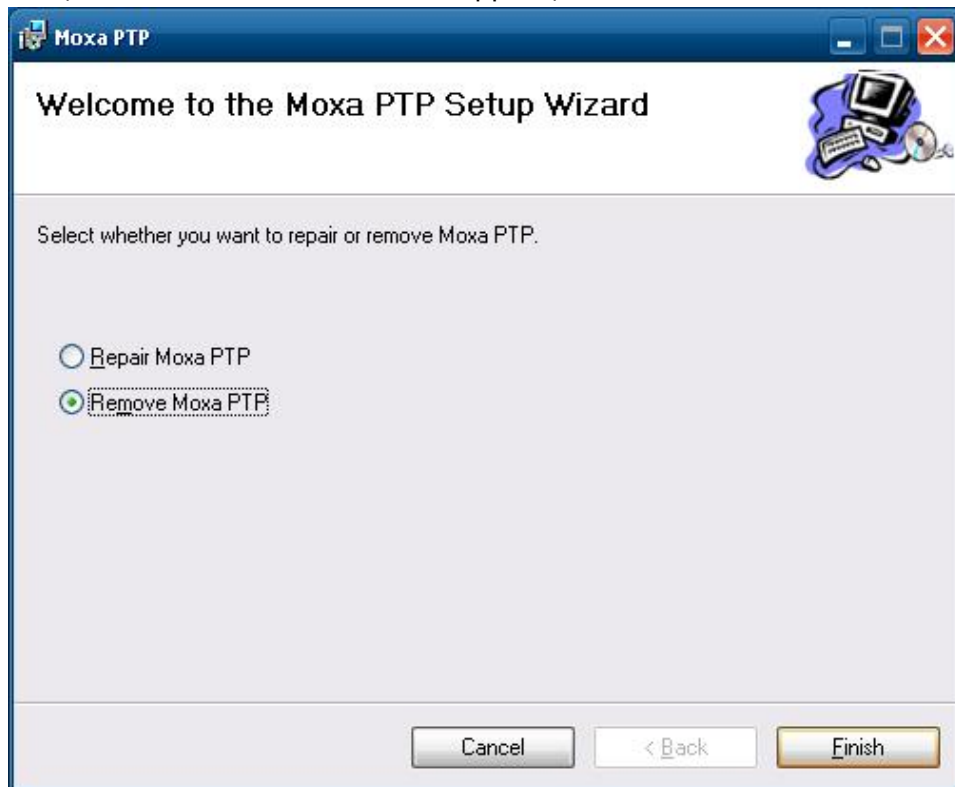 Moxa PTP
Welcome to the Moxa PTP Setup Wizard
Select whether you want to repair or remove Moxa PTP.
Repair Moxa PTP
Remove Moxa PTP
Cancel
< Back
Finish